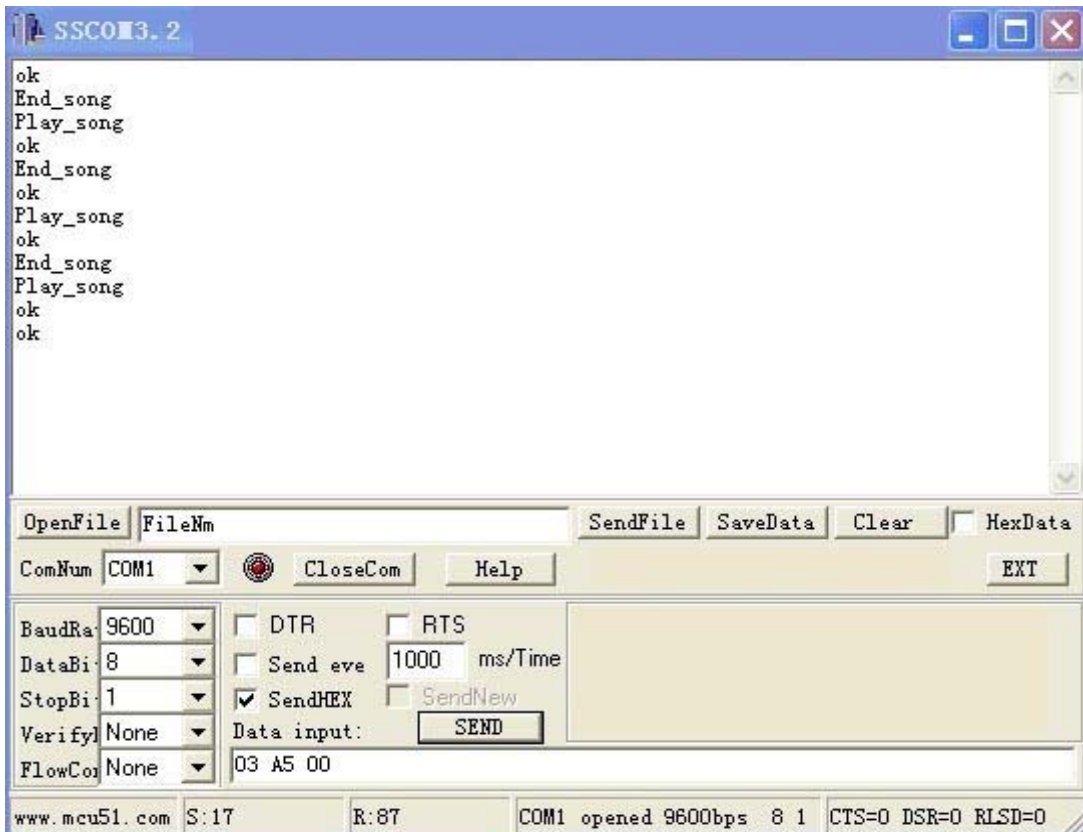 SSCOM3.2
ok
End_song
Play_song
ok
End_song
ok
Play_song
ok
End_song
Play_song
ok
ok
OpenFile FileNm SendFile SaveData Clear HexData
ComNum COM1 CloseCom Help EXT
BaudRa 9600 DTR RTS
DataBi 8 Send eve 1000 ms/Time
StopBi 1 SendHEX SendNew
Verify None Data input: SEND
FlowCo None 03 A5 00
www.mcu51.com S:17 R:87 COM1 opened 9600bps 8 1 CTS=0 DSR=0 RLSD=0